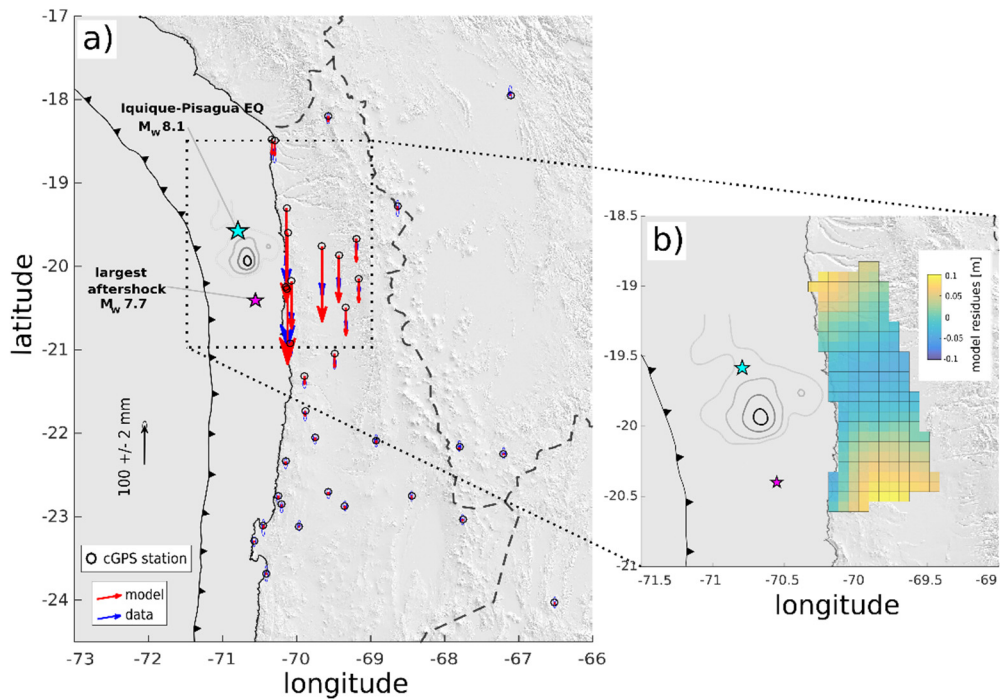 a)
-17
-18
-19
-20
-21
-22
-23
-24
latitude
Iquique-Pisagua EQ
Mw8.1
largest
aftershock
Mw 7.7
100 +/- 2 mm
cGPS station
model
data
-73
-72
-71
-70
-69
-68
-67
-66
longitude
b)
-18.5
-19
-19.5
-20
-20.5
-21
0.1
0.05
0
-0.05
-0.1
model residues [m]
-71.5
-71
-70.5
-70
-69.5
-69
longitude